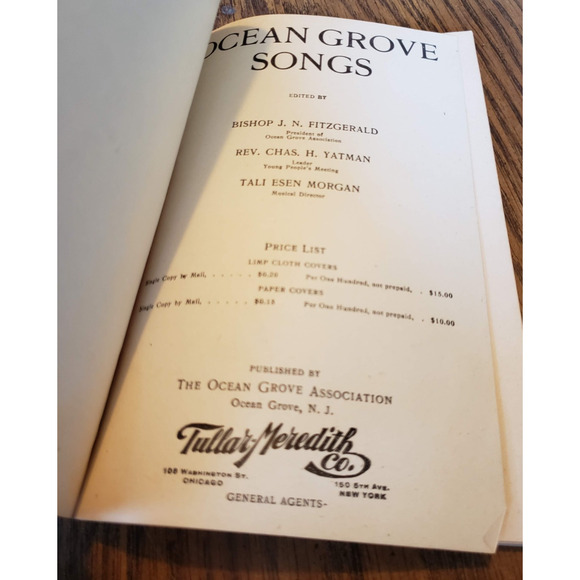 OCEAN GROVE
SONGS
EDITED BY
BISHOP J. N. FITZGERALD
President of
Ocean Grove Association
REV. CHAS. H. YATMAN
Leader
Young People's Meeting
TALI ESEN MORGAN
Musical Director
PRICE LIST
LIMP CLOTH COVERS
Single Copy by Mail, . . . . . $0.20 Per One Hundred, not prepaid, . $15.00
PAPER COVERS
Single Copy by Mail, . . . . . $0.15 Per One Hundred, not prepaid, . $10.00
PUBLISHED BY
THE OCEAN GROVE ASSOCIATION
Ocean Grove, N. J.
Tullar-Meredith Co.
108 WASHINGTON ST. 150 5TH AVE.
CHICAGO NEW YORK
GENERAL AGENTS-